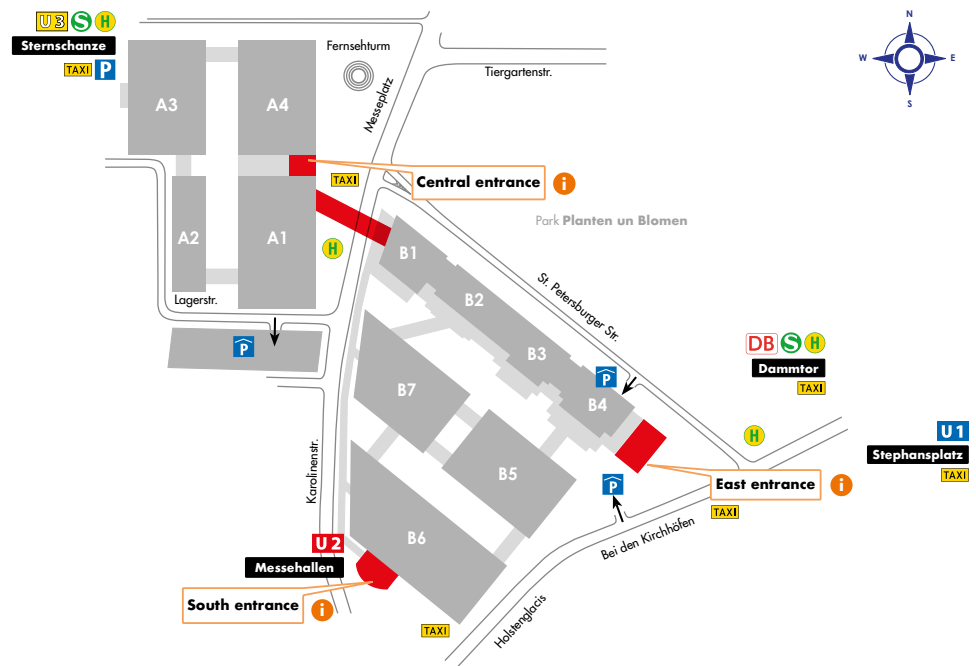 U3 S H
Sternschanze
TAXI P
Fernsehturm
Messeplatz
Tiergartenstr.
N
W E
S
A3
A4
TAXI
Central entrance i
A2
A1
H
Park Planten un Blomen
B1
B2
B3
B4
St. Petersburger Str.
Lagerstr.
P
P
DB S H
Dammtor
TAXI
B7
B5
B6
H
U1
Stephansplatz
TAXI
East entrance i
P
TAXI
Bei den Kirchhöfen
Karolinenstr.
U2
Messehallen
South entrance i
TAXI
Holstenglacis